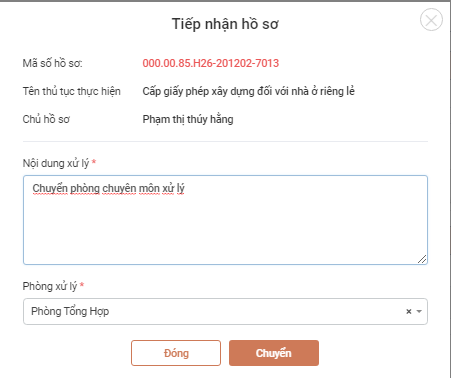 Tiếp nhận hồ sơ
Mã số hồ sơ: 000.00.85.H26-201202-7013
Tên thủ tục thực hiện Cấp giấy phép xây dựng đối với nhà ở riêng lẻ
Chủ hồ sơ Phạm thị thúy hằng
Nội dung xử lý *
Chuyển phòng chuyên môn xử lý
Phòng xử lý *
Phòng Tổng Hợp
Đóng Chuyển